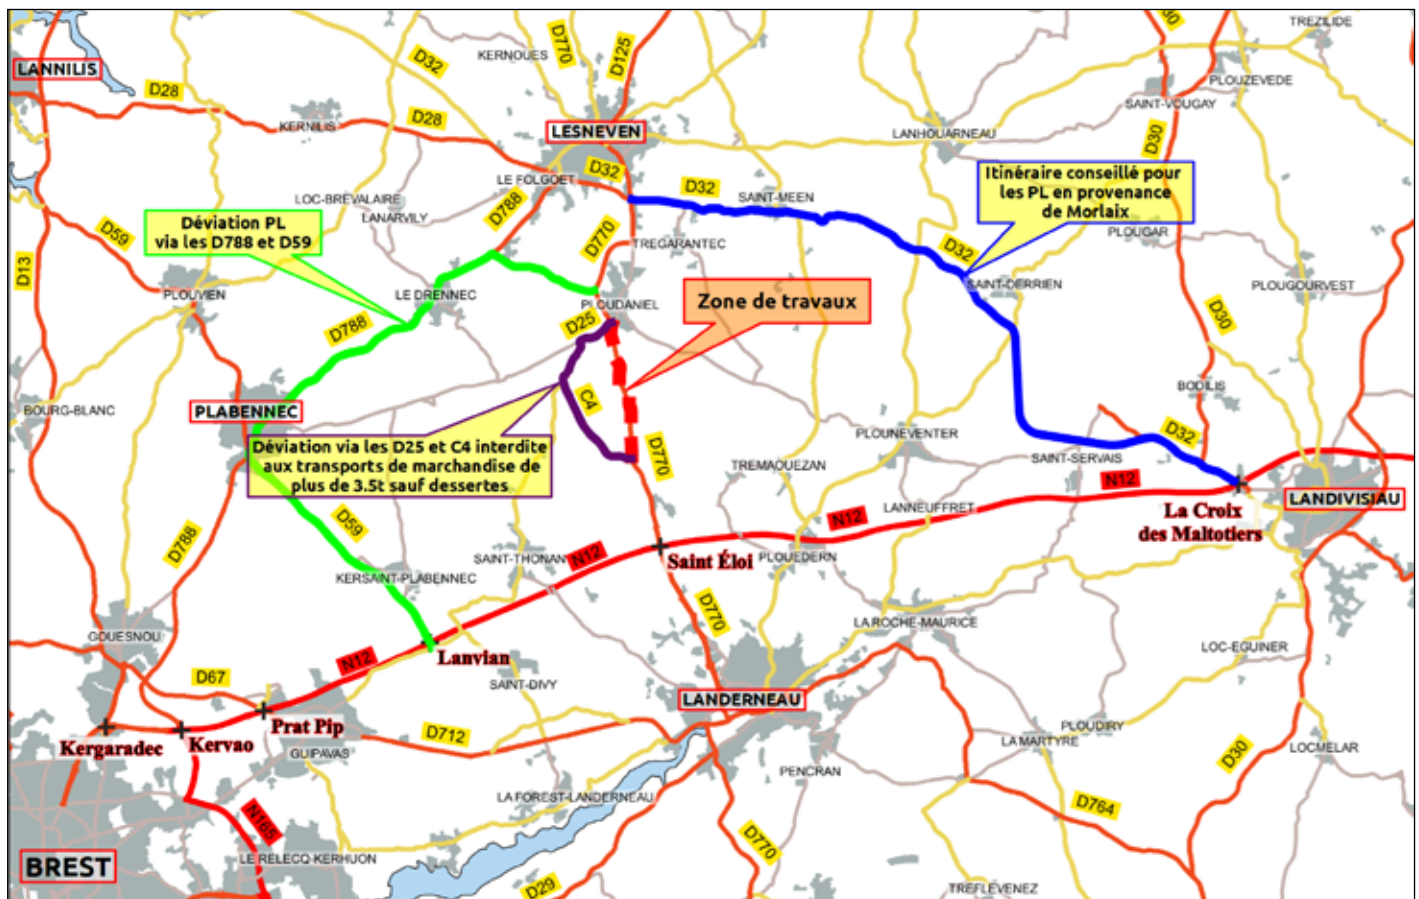 TREZILIDE
D30
D770
D125
KERNOUES
D32
LANNILIS
PLOUZEVEDE
D28
SAINT-VOUGAY
KERNILIS
D28
LESNEVEN
LANHOUARNEAU
D30
D32
LE FOLGOET
D32
SAINT-MEEN
Itinéraire conseillé pour
les PL en provenance
de Morlaix
LOC-BREVALAIRE
LANARVILY
D788
Déviation PL
via les D788 et D59
D59
D770
TREGARANTEC
PLOUGAR
D32
D13
PLOUVIEN
LE DRENNEC
PLOUDANIEL
SAINT-DERRIEN
PLOUGOURVEST
Zone de travaux
D788
D25
D30
BODILIS
C4
BOURG-BLANC
PLABENNEC
D32
PLOUNEVENTER
Déviation via les D25 et C4 interdite
aux transports de marchandise de
plus de 3.5t sauf dessertes
D770
TREMAOUEZAN
SAINT-SERVAIS
N12
LANDIVISIAU
LANNEUFFRET
La Croix
des Maltotiers
D59
N12
D788
SAINT-THONAN
N12
Saint Éloi
PLOUEDERN
KERSAINT-PLABENNEC
D770
LA ROCHE-MAURICE
GOUESNOU
LOC-EGUINER
N12
Lanvian
D67
SAINT-DIVY
LANDERNEAU
Prat Pip
Kergaradec
Kervao
GUIPAVAS
D712
PLOUDIRY
LA MARTYRE
LOCMELAR
D30
PENCRAN
LA FOREST-LANDERNEAU
D764
N165
D770
BREST
LE RELECQ-KERHUON
D29
TREFLEVENEZ